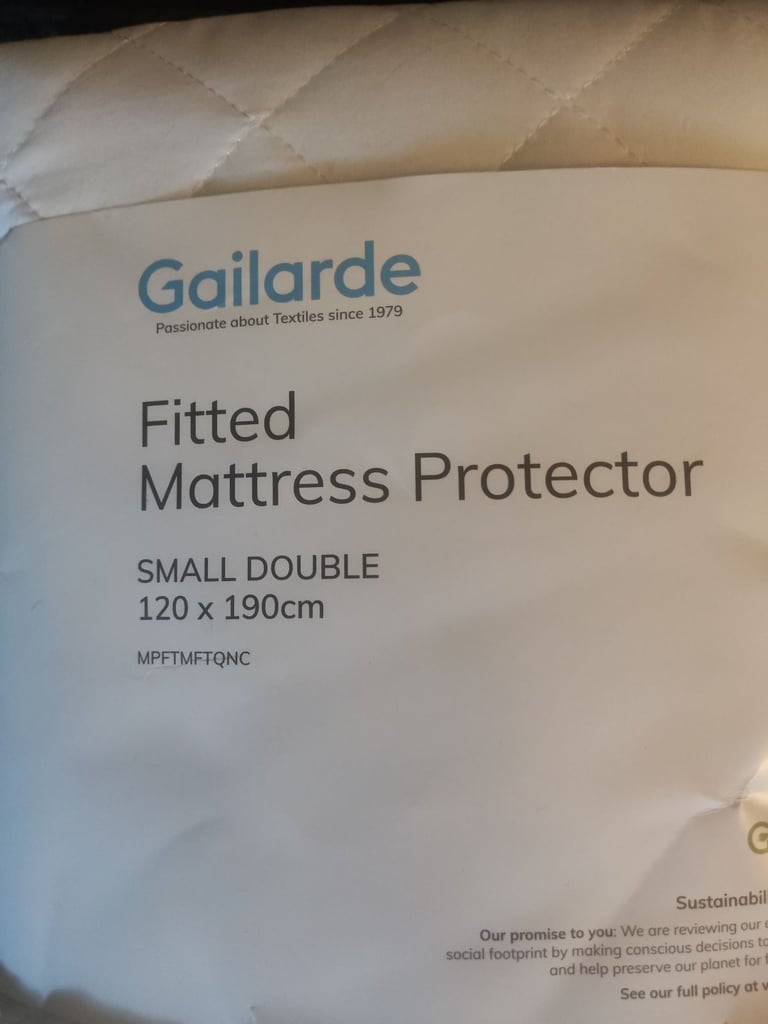 Gailarde
Passionate about Textiles since 1979
Fitted
Mattress Protector
SMALL DOUBLE
120 x 190cm
MPFTMFTQNC
G
Sustainabil
Our promise to you: We are reviewing our e
social footprint by making conscious decisions to
and help preserve our planet for f
See our full policy at w